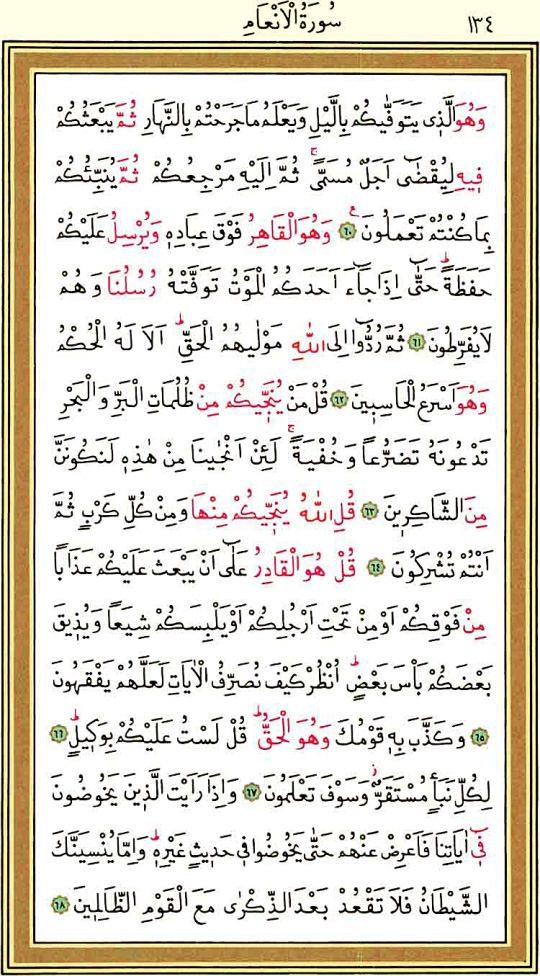 سُورَةُ الْاَنْعَامِ ١٣٤
وَهُوَ الَّذ۪ي يَتَوَفّٰيكُمْ بِالَّيْلِ وَيَعْلَمُ مَا جَرَحْتُمْ بِالنَّهَارِ ثُمَّ يَبْعَثُكُمْ
ف۪يهِ لِيُقْضٰٓى اَجَلٌ مُسَمًّىۚ ثُمَّ اِلَيْهِ مَرْجِعُكُمْ ثُمَّ يُنَبِّئُكُمْ
بِمَا كُنْتُمْ تَعْمَلُونَ۟ ﴿٦٠﴾ وَهُوَ الْقَاهِرُ فَوْقَ عِبَادِه۪ وَيُرْسِلُ عَلَيْكُمْ
حَفَظَةًۜ حَتّٰٓى اِذَا جَٓاءَ اَحَدَكُمُ الْمَوْتُ تَوَفَّتْهُ رُسُلُنَا وَهُمْ
لَا يُفَرِّطُونَ ﴿٦١﴾ ثُمَّ رُدُّٓوا اِلَى اللّٰهِ مَوْلٰيهُمُ الْحَقِّۜ اَلَا لَهُ الْحُكْمُ
وَهُوَ اَسْرَعُ الْحَاسِب۪ينَ ﴿٦٢﴾ قُلْ مَنْ يُنَجّ۪يكُمْ مِنْ ظُلُمَاتِ الْبَرِّ وَالْبَحْرِ
تَدْعُونَهُ تَضَرُّعاً وَخُفْيَةًۚ لَئِنْ اَنْجٰينَا مِنْ هٰذِه۪ لَنَكُونَنَّ
مِنَ الشَّاكِر۪ينَ ﴿٦٣﴾ قُلِ اللّٰهُ يُنَجّ۪يكُمْ مِنْهَا وَمِنْ كُلِّ كَرْبٍ ثُمَّ
اَنْتُمْ تُشْرِكُونَ ﴿٦٤﴾ قُلْ هُوَ الْقَادِرُ عَلٰٓى اَنْ يَبْعَثَ عَلَيْكُمْ عَذَاباً
مِنْ فَوْقِكُمْ اَوْ مِنْ تَحْتِ اَرْجُلِكُمْ اَوْ يَلْبِسَكُمْ شِيَعاً وَيُذ۪يقَ
بَعْضَكُمْ بَأْسَ بَعْضٍۜ اُنْظُرْ كَيْفَ نُصَرِّفُ الْاٰيَاتِ لَعَلَّهُمْ يَفْقَهُونَ
﴿٦٥﴾ وَكَذَّبَ بِه۪ قَوْمُكَ وَهُوَ الْحَقُّۜ قُلْ لَسْتُ عَلَيْكُمْ بِوَك۪يلٍۜ ﴿٦٦﴾
لِكُلِّ نَبَأٍ مُسْتَقَرٌّۘ وَسَوْفَ تَعْلَمُونَ ﴿٦٧﴾ وَاِذَا رَاَيْتَ الَّذ۪ينَ يَخُوضُونَ
ف۪ٓي اٰيَاتِنَا فَاَعْرِضْ عَنْهُمْ حَتّٰى يَخُوضُوا ف۪ي حَد۪يثٍ غَيْرِه۪ۜ وَاِمَّا يُنْسِيَنَّكَ
الشَّيْطَانُ فَلَا تَقْعُدْ بَعْدَ الذِّكْرٰى مَعَ الْقَوْمِ الظَّالِم۪ينَ ﴿٦٨﴾